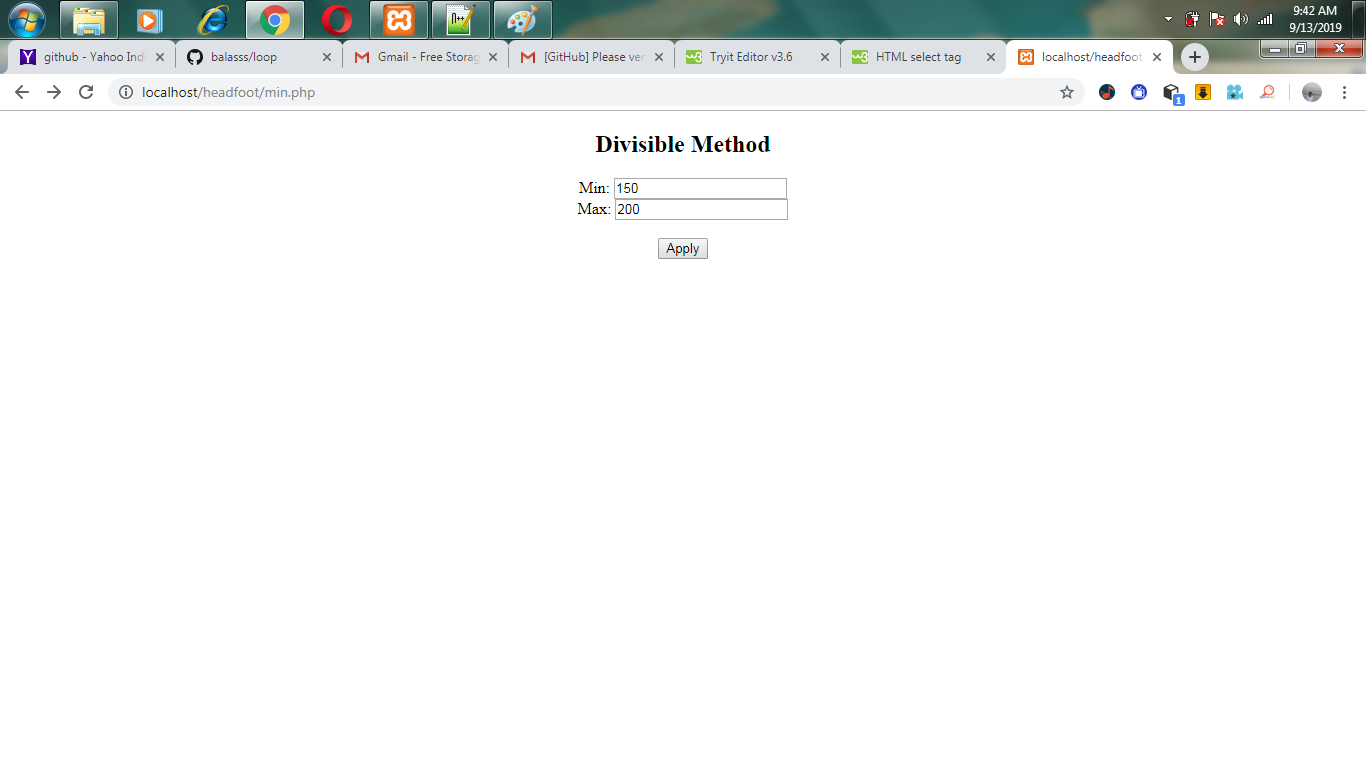 9:42 AM
9/13/2019
github - Yahoo Indi
balasss/loop
Gmail - Free Storag
[GitHub] Please ver
Tryit Editor v3.6
HTML select tag
localhost/headfoot
localhost/headfoot/min.php
1
Divisible Method
Min: 150
Max: 200
Apply